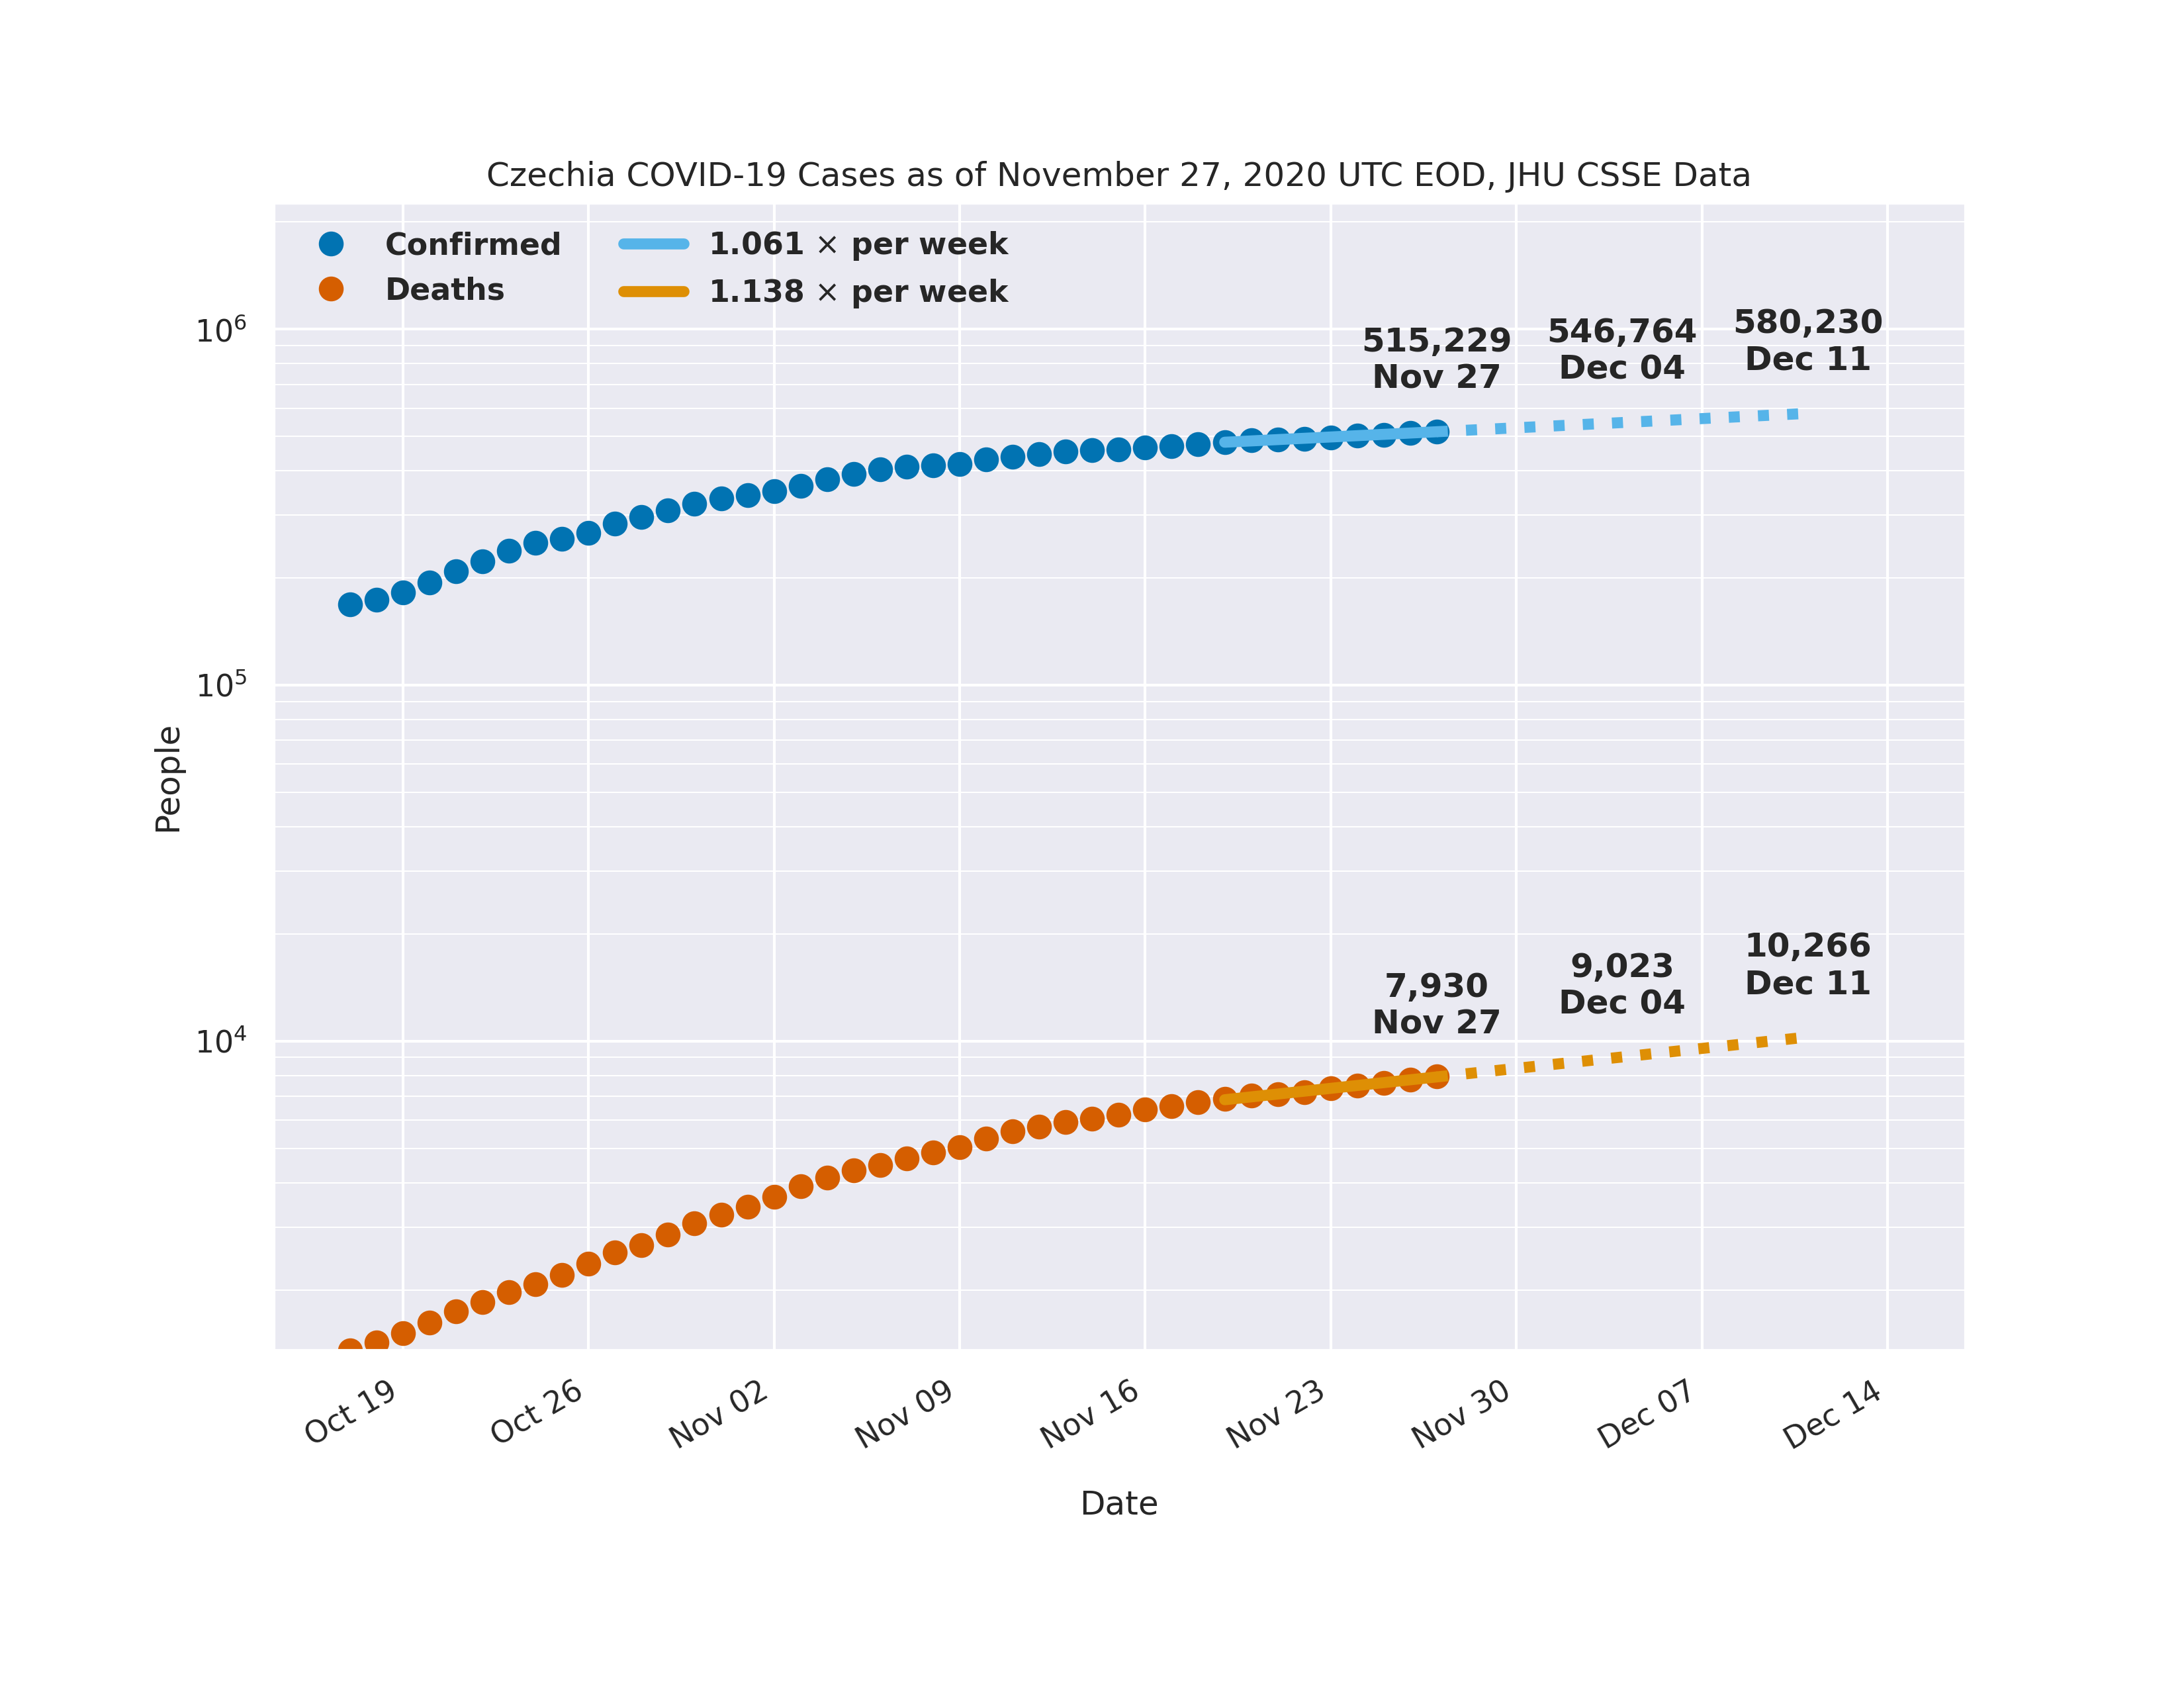 Czechia COVID-19 Cases as of November 27, 2020 UTC EOD, JHU CSSE Data
Confirmed
Deaths
1.061 × per week
1.138 × per week
515,229
Nov 27
546,764
Dec 04
580,230
Dec 11
7,930
Nov 27
9,023
Dec 04
10,266
Dec 11
10⁶
10⁵
10⁴
People
Oct 19
Oct 26
Nov 02
Nov 09
Nov 16
Nov 23
Nov 30
Dec 07
Dec 14
Date